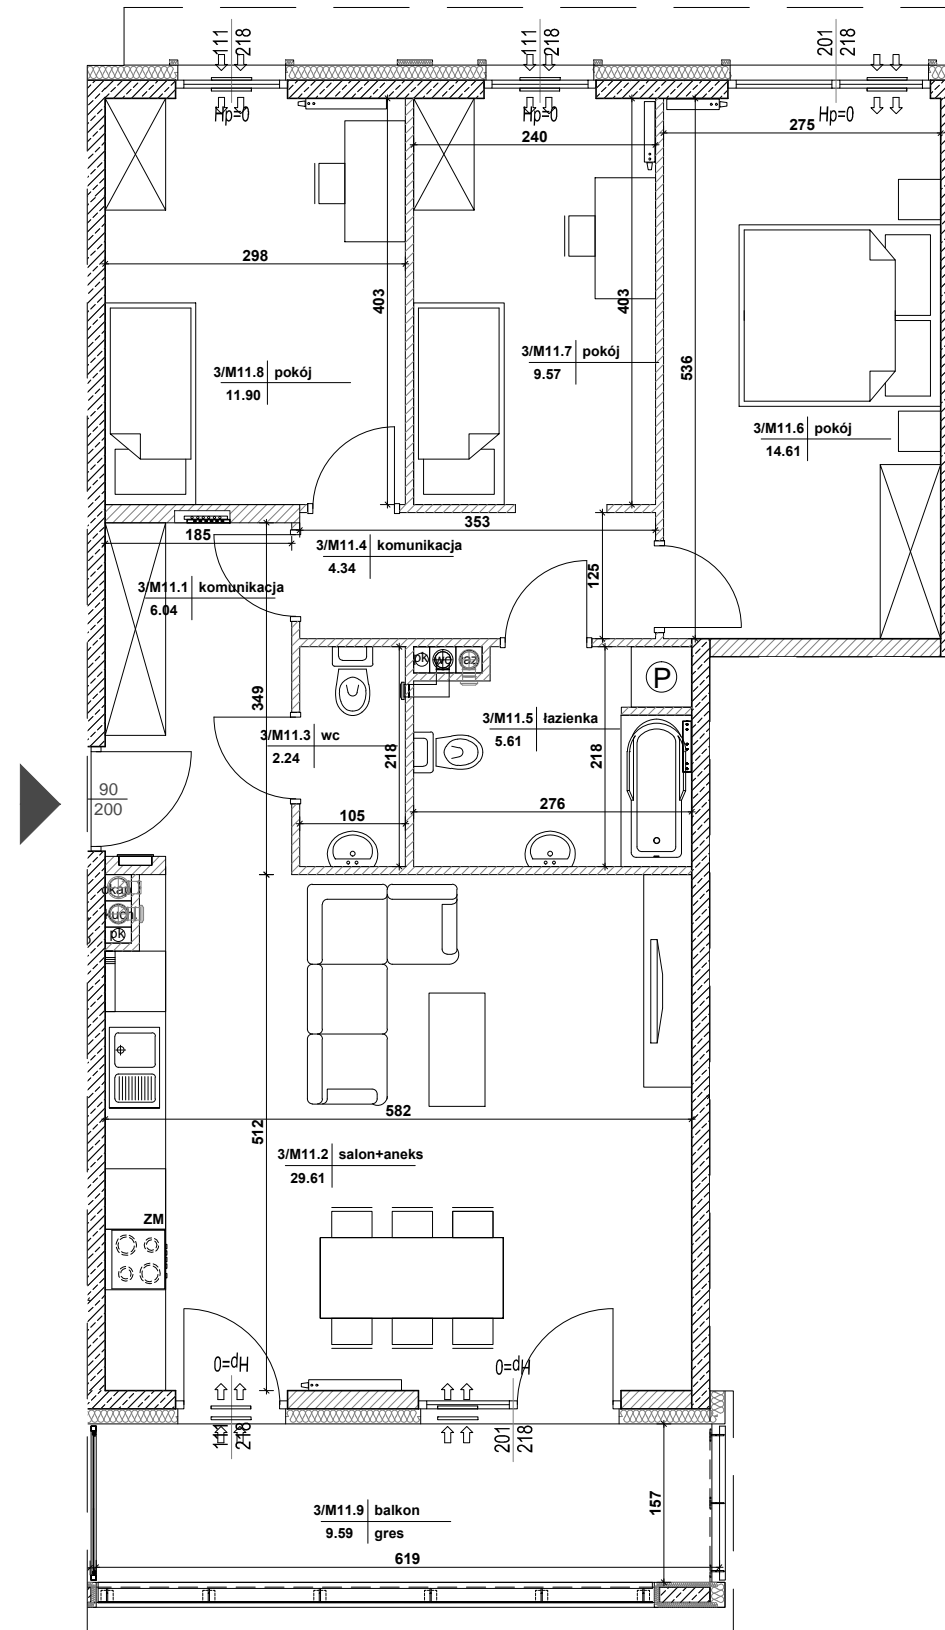 111
218
111
218
201
218
Hp=0
Hp=0
Hp=0
275
240
298
403
403
536
3/M11.7 pokój
9.57
3/M11.8 pokój
11.90
3/M11.6 pokój
14.61
353
185
3/M11.4 komunikacja
4.34
125
3/M11.1 komunikacja
6.04
pk
wc
łaz
P
349
3/M11.3 wc
2.24
218
3/M11.5 łazienka
5.61
218
90
200
276
105
okap
kuch.
pk
582
512
3/M11.2 salon+aneks
29.61
ZM
Hp=0
Hp=0
111
218
201
218
157
3/M11.9 balkon
9.59 gres
619